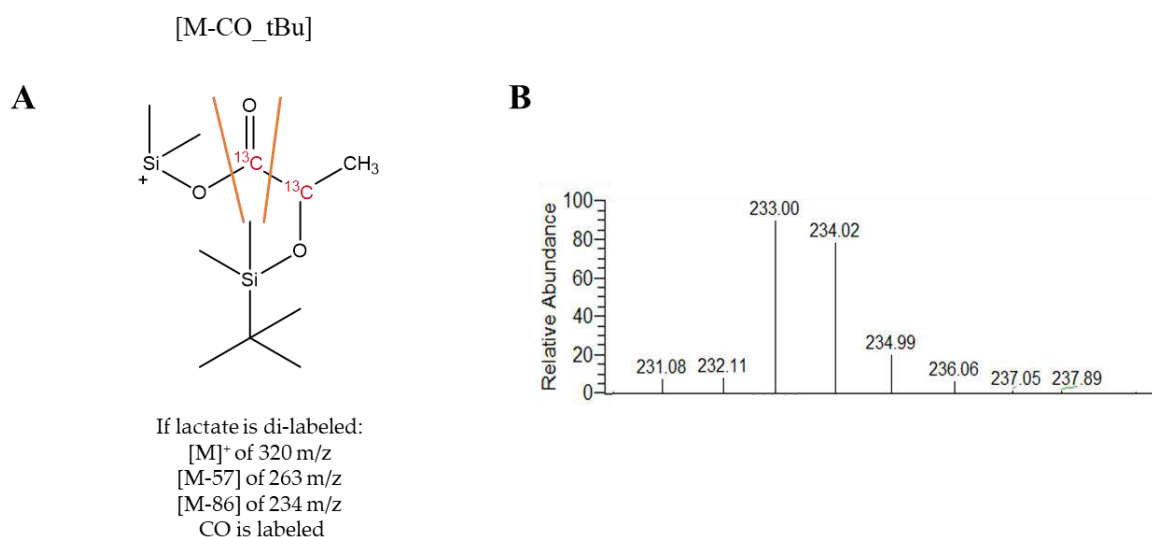 [M-CO_tBu]
A
O
13C
CH3
Si
+
O
13C
O
Si
If lactate is di-labeled:
[M]+ of 320 m/z
[M-57] of 263 m/z
[M-86] of 234 m/z
CO is labeled
B
Relative Abundance
100
80
60
40
20
0
231.08
232.11
233.00
234.02
234.99
236.06
237.05
237.89